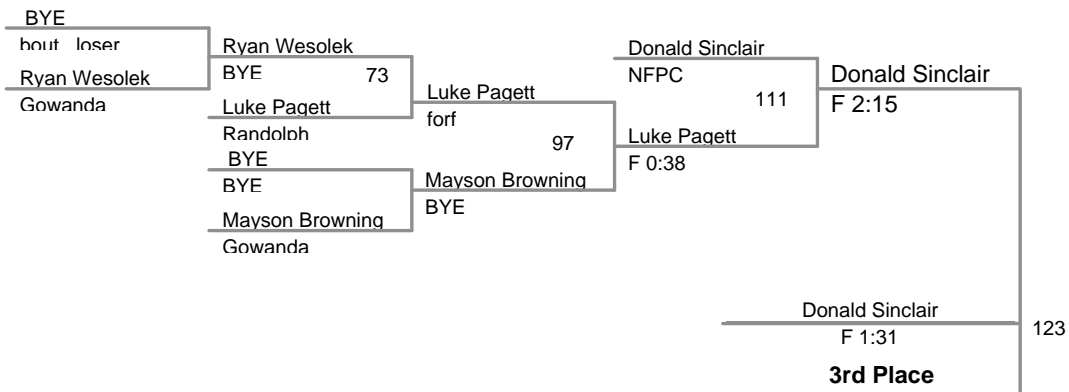 BYE
bout loser
Ryan Wesolek
Gowanda
Ryan Wesolek
BYE
73
Luke Pagett
Randolph
BYE
BYE
Mayson Browning
Gowanda
Luke Pagett
forf
97
Mayson Browning
BYE
Donald Sinclair
NFPC
111
Luke Pagett
F 0:38
Donald Sinclair
F 2:15
Donald Sinclair
F 1:31
3rd Place
123